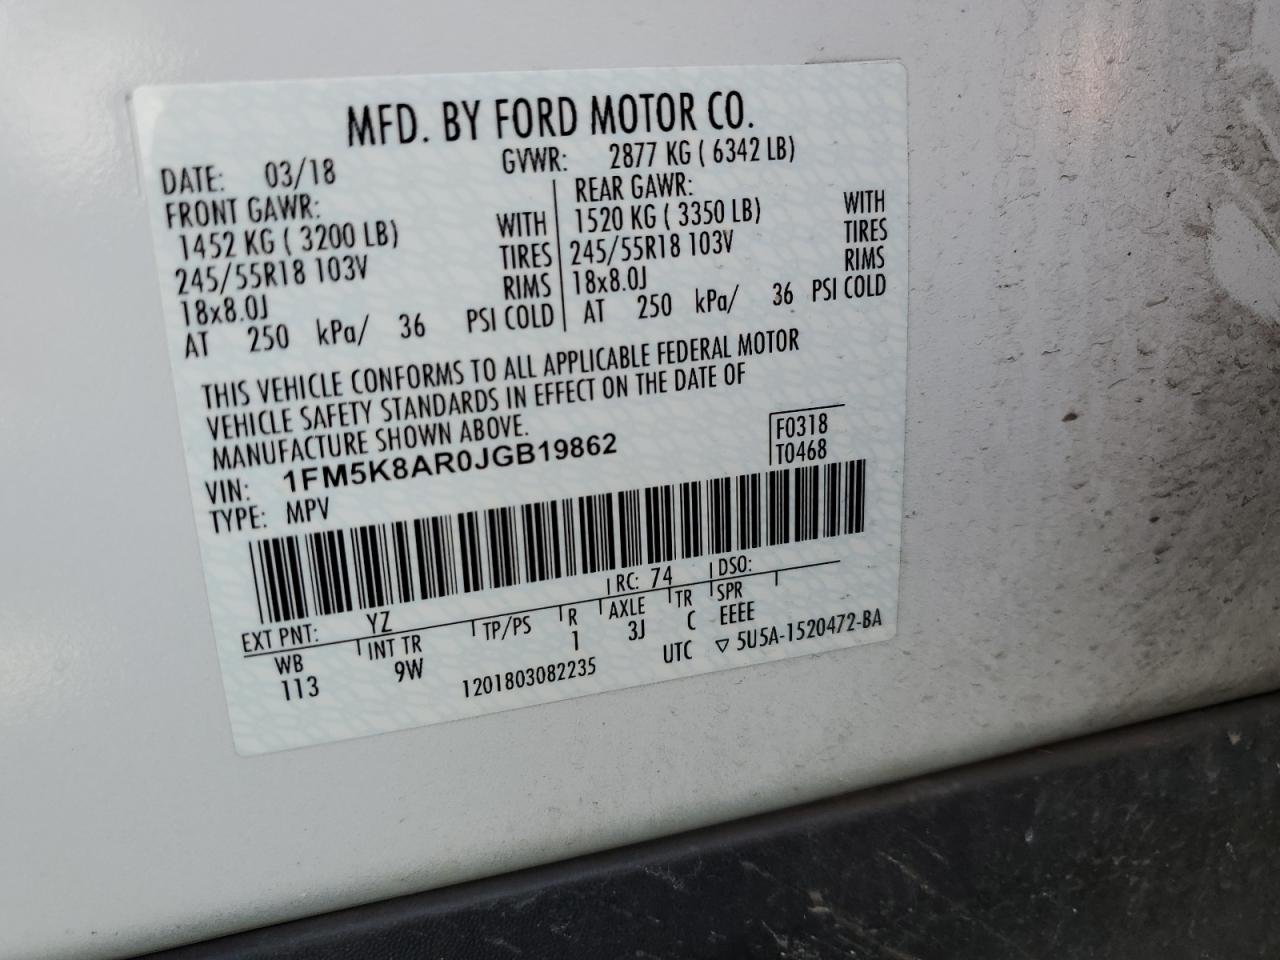 MFD. BY FORD MOTOR CO.
DATE: 03/18 GVWR: 2877 KG ( 6342 LB)
FRONT GAWR: REAR GAWR:
1452 KG ( 3200 LB) WITH 1520 KG ( 3350 LB) WITH
245/55R18 103V TIRES 245/55R18 103V TIRES
18x8.0J RIMS 18x8.0J RIMS
AT 250 kPa/ 36 PSI COLD AT 250 kPa/ 36 PSI COLD
THIS VEHICLE CONFORMS TO ALL APPLICABLE FEDERAL MOTOR
VEHICLE SAFETY STANDARDS IN EFFECT ON THE DATE OF
MANUFACTURE SHOWN ABOVE.
VIN: 1FM5K8AR0JGB19862 F0318
TYPE: MPV T0468
EXT PNT: YZ RC: 74 DSO:
WB INT TR TP/PS R AXLE TR SPR
113 9W 1 3J C EEEE
1201803082235 UTC ▽ 5U5A-1520472-BA